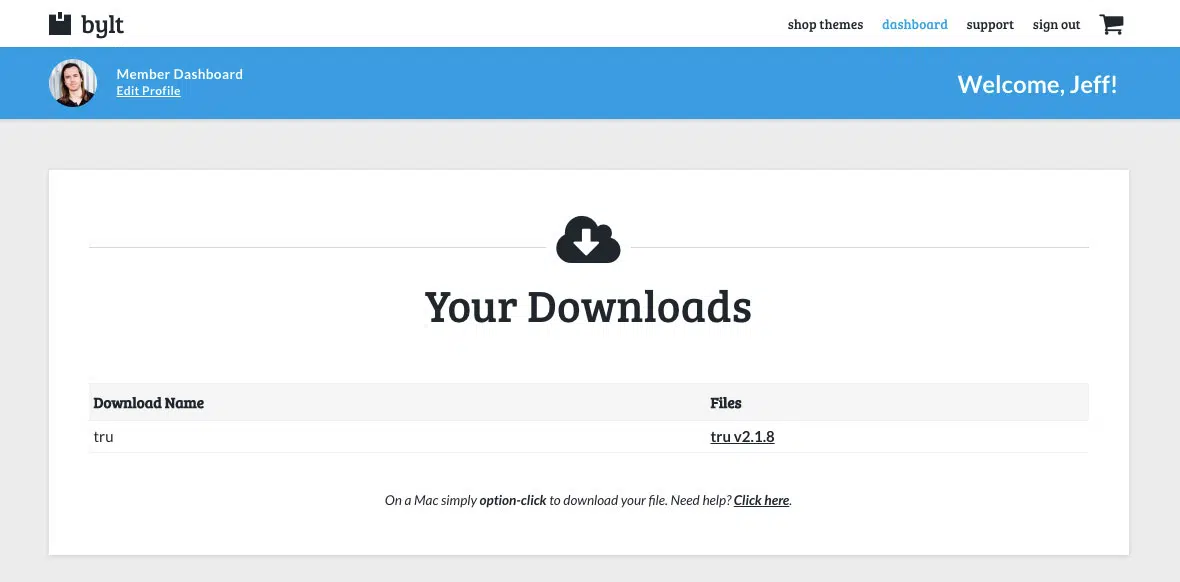 bylt
shop themes dashboard support sign out
Member Dashboard
Edit Profile
Welcome, Jeff!
Your Downloads
Download Name Files
tru tru v2.1.8
On a Mac simply option-click to download your file. Need help? Click here.